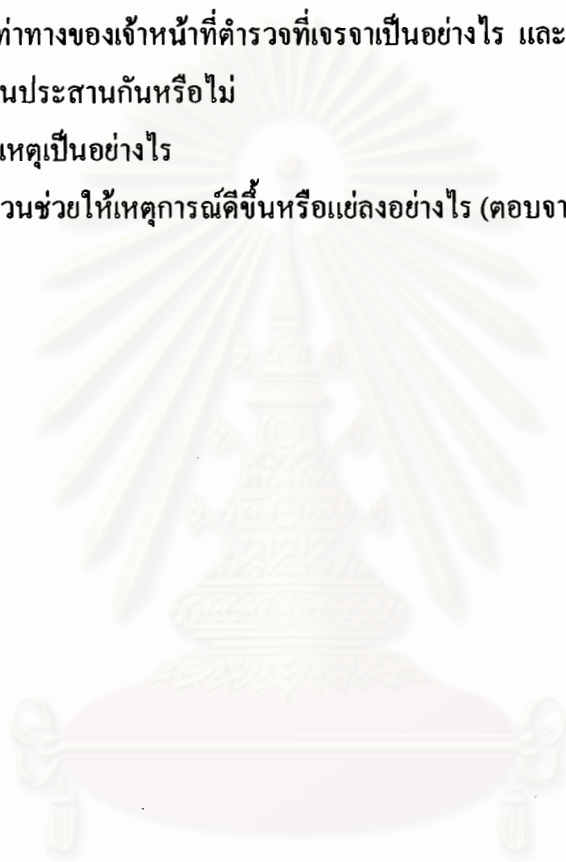 ท่าทางของเจ้าหน้าที่ตำรวจที่เจรจาเป็นอย่างไร และ
นประสานกันหรือไม่
เหตุเป็นอย่างไร
วนช่วยให้เหตุการณ์ดีขึ้นหรือแย่ลงอย่างไร (ตอบจา